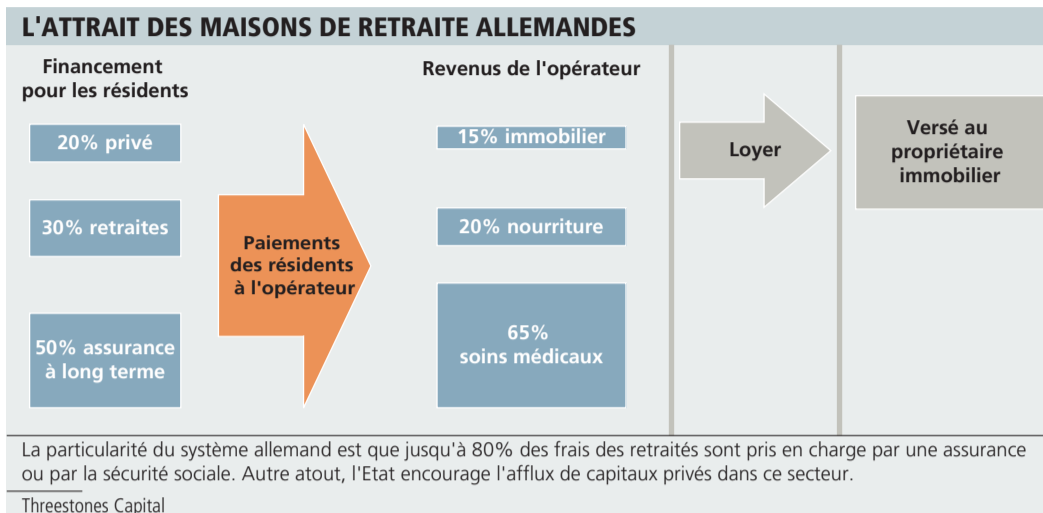 L'ATTRAIT DES MAISONS DE RETRAITE ALLEMANDES
Financement
pour les résidents
20% privé
30% retraites
50% assurance
à long terme
Paiements
des résidents
à l'opérateur
Revenus de l'opérateur
15% immobilier
20% nourriture
65%
soins médicaux
Loyer
Versé au
propriétaire
immobilier
La particularité du système allemand est que jusqu'à 80% des frais des retraités sont pris en charge par une assurance
ou par la sécurité sociale. Autre atout, l'Etat encourage l'afflux de capitaux privés dans ce secteur.
Threestones Capital